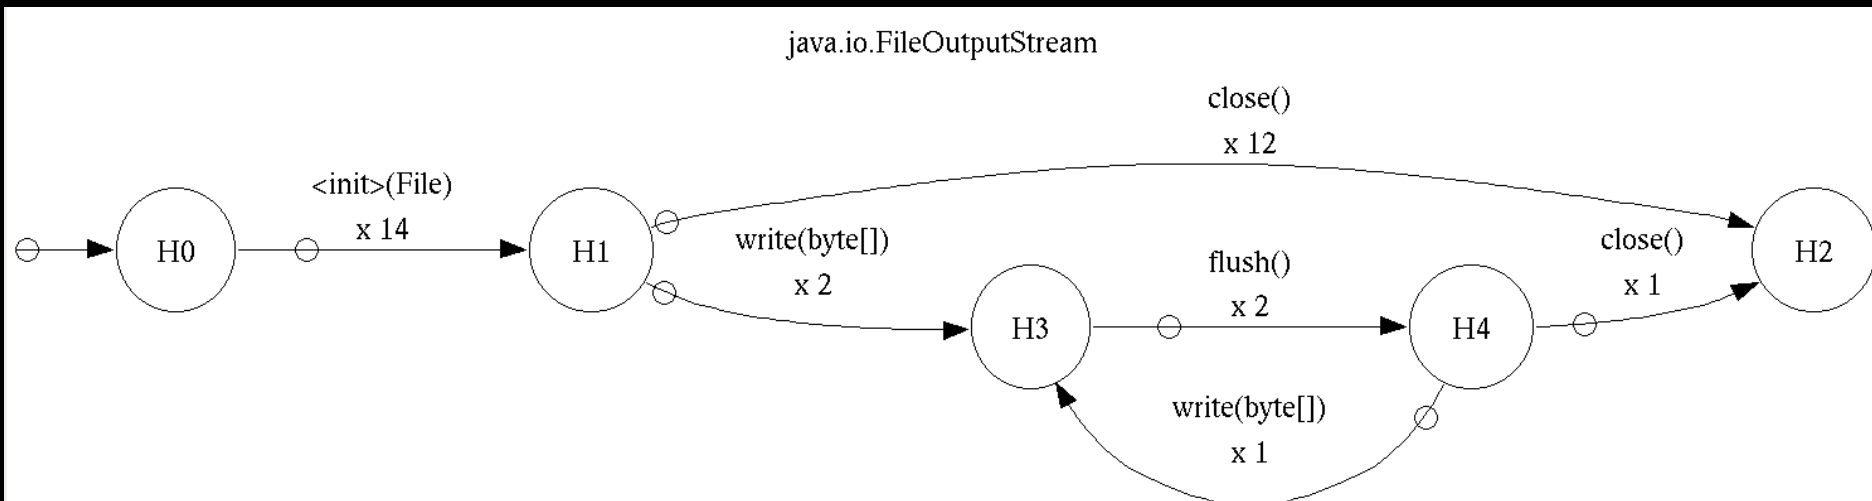 java.io.FileOutputStream
close()
x 12
<init>(File)
x 14
write(byte[])
x 2
flush()
x 2
close()
x 1
H0
H1
H2
H3
H4
write(byte[])
x 1